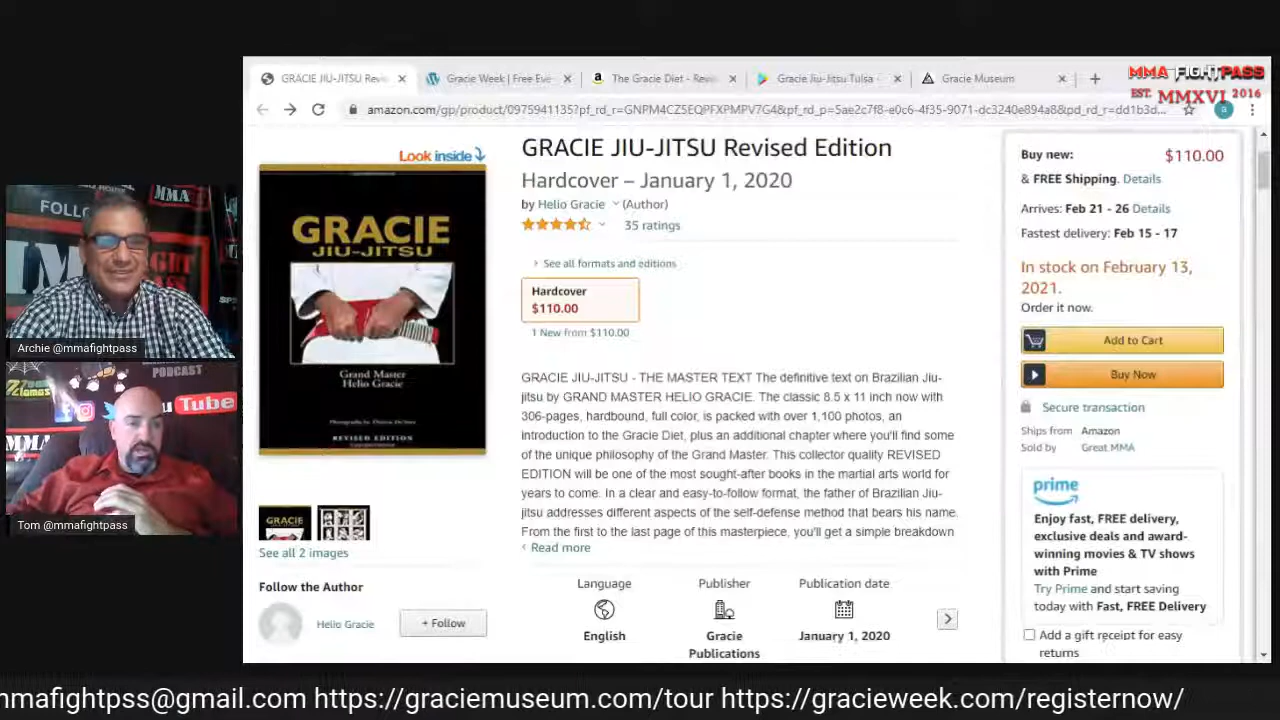 GRACIE JIU-JITSU Revis
Gracie Week | Free Eve
The Gracie Diet - Revis
Gracie Jiu-Jitsu Tulsa
Gracie Museum
MMA FIGHTPASS
EST. MMXVI 2016
amazon.com/gp/product/0975941135?pf_rd_r=GNPM4CZ5EQPFXPMPV7G4&pf_rd_p=5ae2c7f8-e0c6-4f35-9071-dc3240e894a8&pd_rd_r=dd1b3d...
a
Look inside
GRACIE
JIU-JITSU
Grand Master
Helio Gracie
REVISED EDITION
GRACIE
See all 2 images
Follow the Author
Helio Gracie
+ Follow
GRACIE JIU-JITSU Revised Edition
Hardcover – January 1, 2020
by Helio Gracie (Author)
35 ratings
See all formats and editions
Hardcover
$110.00
1 New from $110.00
GRACIE JIU-JITSU - THE MASTER TEXT The definitive text on Brazilian Jiu-
jitsu by GRAND MASTER HELIO GRACIE. The classic 8.5 x 11 inch now with
306-pages, hardbound, full color, is packed with over 1,100 photos, an
introduction to the Gracie Diet, plus an additional chapter where you'll find some
of the unique philosophy of the Grand Master. This collector quality REVISED
EDITION will be one of the most sought-after books in the martial arts world for
years to come. In a clear and easy-to-follow format, the father of Brazilian Jiu-
jitsu addresses different aspects of the self-defense method that bears his name.
From the first to the last page of this masterpiece, you'll get a simple breakdown
Read more
Language
English
Publisher
Gracie
Publications
Publication date
January 1, 2020
Buy new:
$110.00
& FREE Shipping. Details
Arrives: Feb 21 - 26 Details
Fastest delivery: Feb 15 - 17
In stock on February 13,
2021.
Order it now.
Add to Cart
Buy Now
Secure transaction
Ships from Amazon
Sold by Great MMA
prime
Enjoy fast, FREE delivery,
exclusive deals and award-
winning movies & TV shows
with Prime
Try Prime and start saving
today with Fast, FREE Delivery
Add a gift receipt for easy
returns
MMA
FOLL
Archie @mmafightpass
PODCAST
You
Tube
MMA
Tom @mmafightpass
mmafightpss@gmail.com https://graciemuseum.com/tour https://gracieweek.com/registernow/